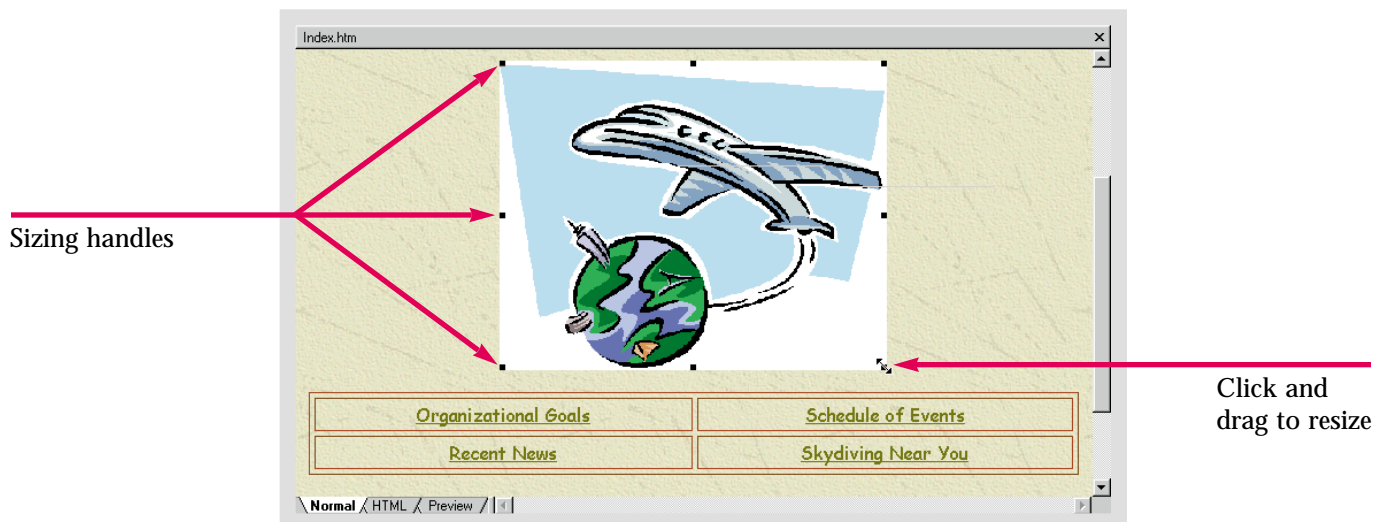 Index.htm
Sizing handles
Click and
drag to resize
Organizational Goals
Schedule of Events
Recent News
Skydiving Near You
Normal
HTML
Preview